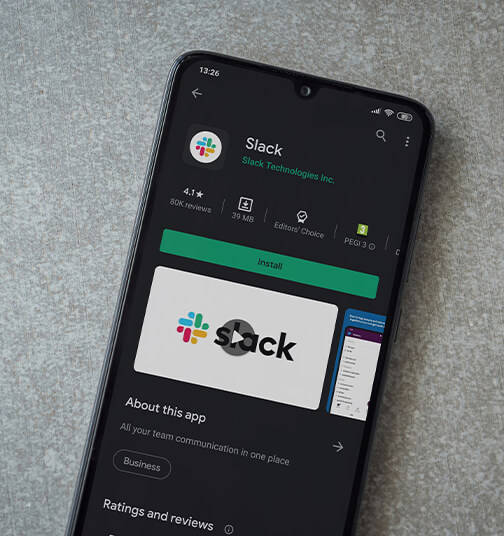 13:26
Slack
Slack Technologies Inc.
4.1★
80K reviews
39 MB
Editors' Choice
3
PEGI 3
Install
slack
About this app
All your team communication in one place
Business
Ratings and reviews